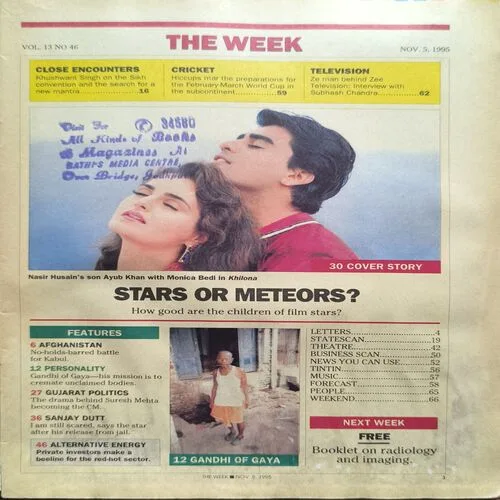 THE WEEK
VOL. 13 NO 46
NOV. 5, 1995
CLOSE ENCOUNTERS
Khushwant Singh on the Sikh
convention and the search for a
new mantra....................16
CRICKET
Hiccups mar the preparations for
the February-March World Cup in
the subcontinent....................59
TELEVISION
Ze man behind Zee
Television: Interview with
Subhash Chandra....................62
Visit For 34580
All Kinds of Books
& Magazines At
RATHI'S MEDIA CENTRE,
Over Bridge, Jodhpur
30 COVER STORY
Nasir Husain's son Ayub Khan with Monica Bedi in Khilona
STARS OR METEORS?
How good are the children of film stars?
FEATURES
6 AFGHANISTAN
No-holds-barred battle
for Kabul.
12 PERSONALITY
Gandhi of Gaya—his mission is to
cremate unclaimed bodies.
27 GUJARAT POLITICS
The drama behind Suresh Mehta
becoming the CM.
36 SANJAY DUTT
I am still scared, says the star
after his release from jail.
46 ALTERNATIVE ENERGY
Private investors make a
beeline for the red-hot sector.
12 GANDHI OF GAYA
LETTERS....................4
STATESCAN....................19
THEATRE....................42
BUSINESS SCAN....................50
NEWS YOU CAN USE....................52
TINTIN....................56
MUSIC....................57
FORECAST....................58
PEOPLE....................65
WEEKEND....................66
NEXT WEEK
FREE
Booklet on radiology
and imaging.
THE WEEK ■ NOV. 5, 1995
3